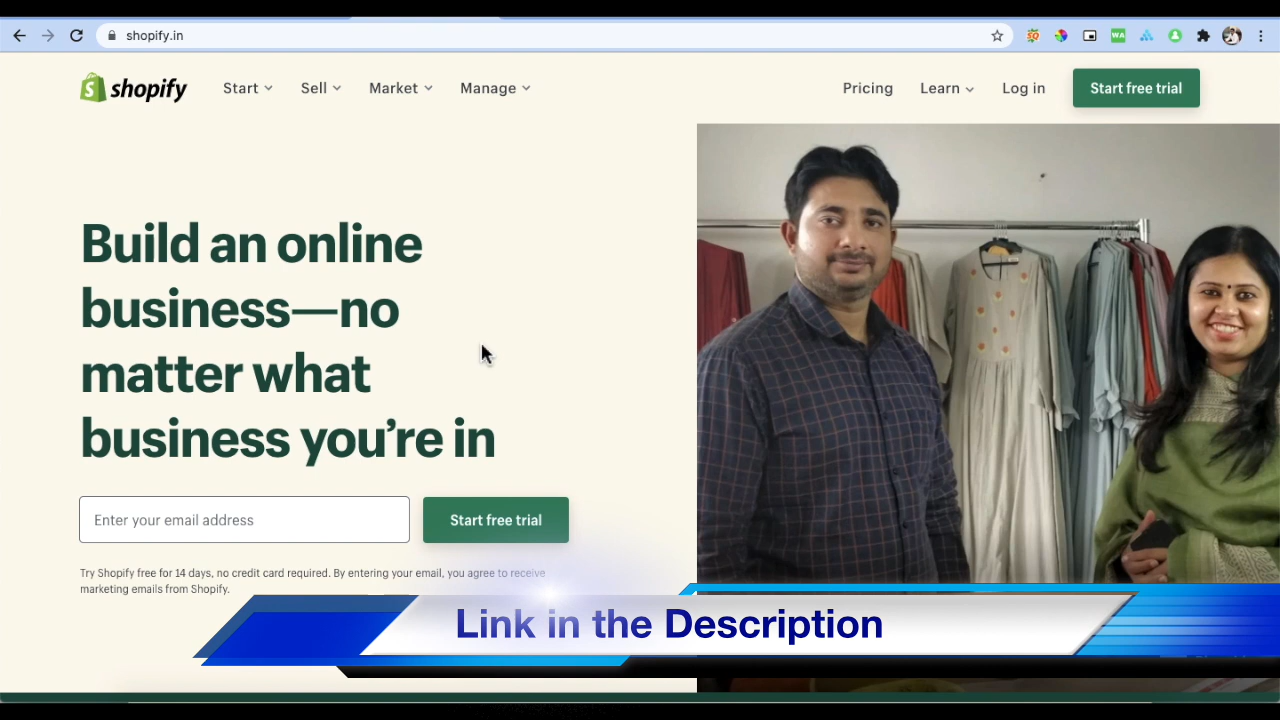 shopify.in
WA
shopify
Start
Sell
Market
Manage
Pricing
Learn
Log in
Start free trial
Build an online
business—no
matter what
business you're in
Enter your email address
Start free trial
Try Shopify free for 14 days, no credit card required. By entering your email, you agree to receive
marketing emails from Shopify.
Link in the Description